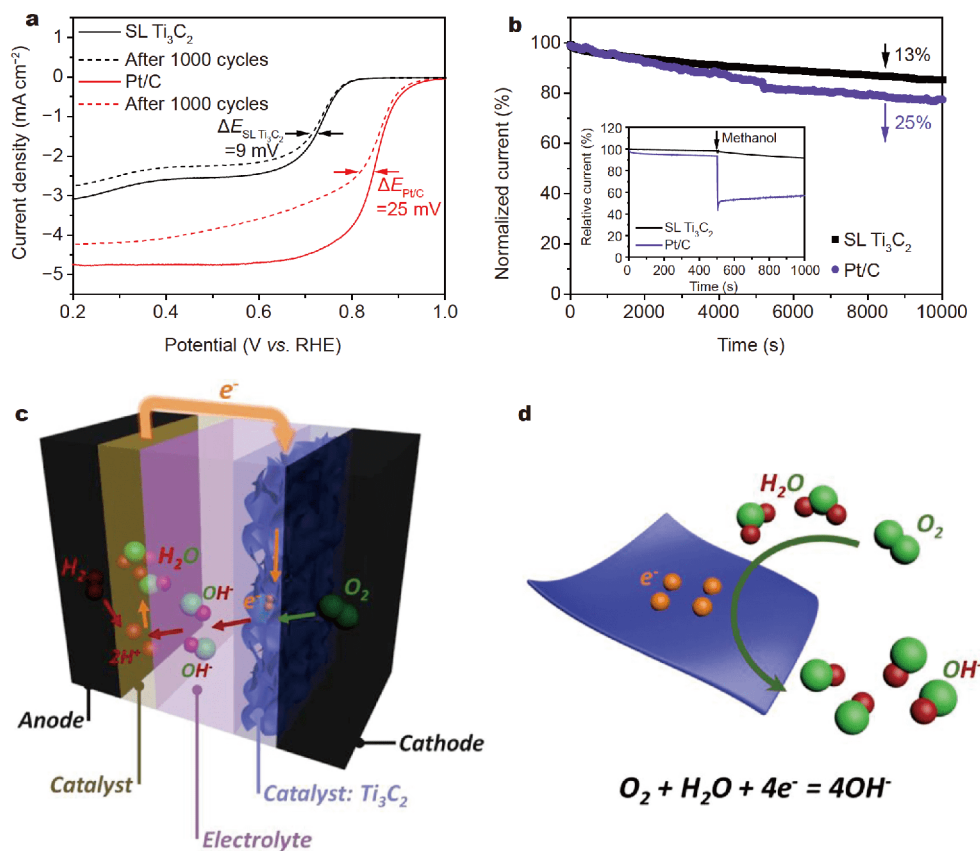 a
SL Ti₃C₂
After 1000 cycles
Pt/C
After 1000 cycles
1
0
-1
-2
-3
-4
-5
ΔE SL Ti₃C₂
=9 mV
ΔE Pt/C
=25 mV
0.2 0.4 0.6 0.8 1.0
Current density (mA cm⁻²)
Potential (V vs. RHE)
b
100
80
60
40
20
0
13%
25%
Methanol
100
80
60
40
20
0
120
SL Ti₃C₂
Pt/C
0 200 400 600 800 1000
Relative current (%)
Time (s)
SL Ti₃C₂
Pt/C
0 2000 4000 6000 8000 10000
Normalized current (%)
Time (s)
c
e⁻
H₂
H₂O
OH⁻
e⁻
O₂
2H⁺
OH⁻
Anode
Cathode
Catalyst
Catalyst: Ti₃C₂
Electrolyte
d
H₂O
O₂
e⁻
OH⁻
O₂ + H₂O + 4e⁻ = 4OH⁻